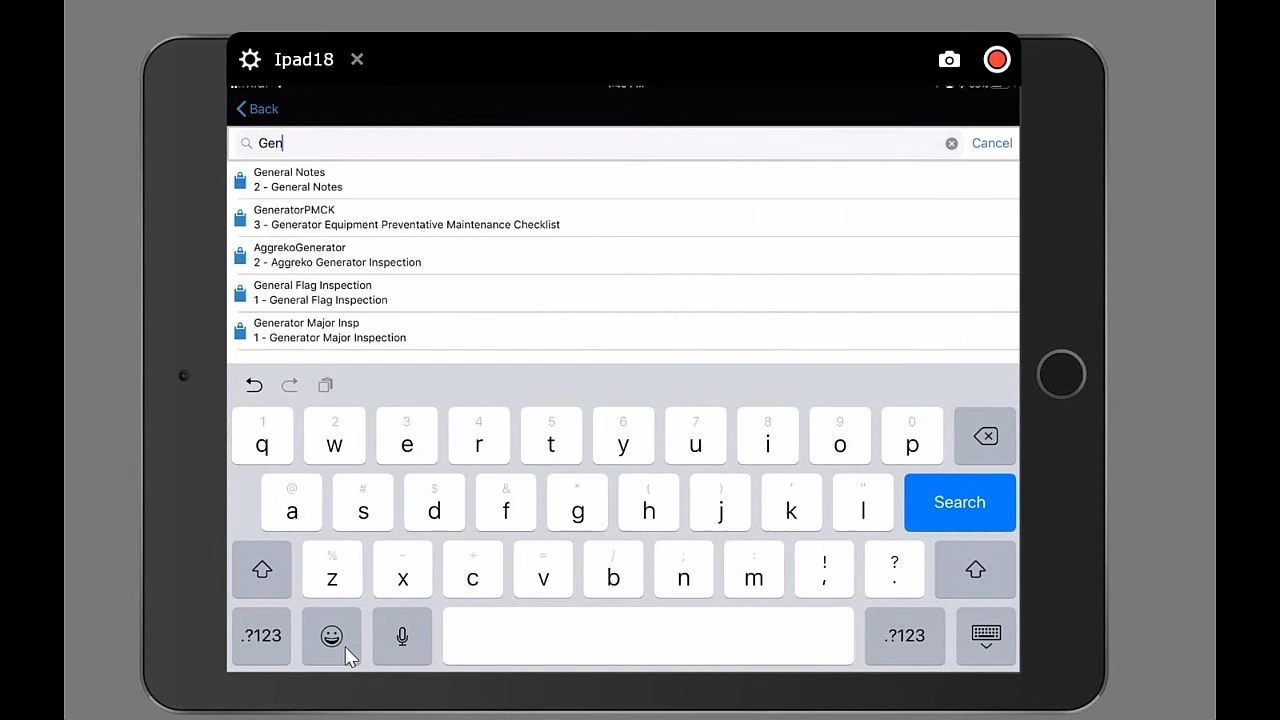 Ipad18
Back
Gen
Cancel
General Notes
2 - General Notes
GeneratorPMCK
3 - Generator Equipment Preventative Maintenance Checklist
AggrekoGenerator
2 - Aggreko Generator Inspection
General Flag Inspection
1 - General Flag Inspection
Generator Major Insp
1 - Generator Major Inspection
1 2 3 4 5 6 7 8 9 0
q w e r t y u i o p
@ # $ & * ( ) ' "
a s d f g h j k l
Search
% - + = / ; : ! ?
z x c v b n m , .
.?123
.?123